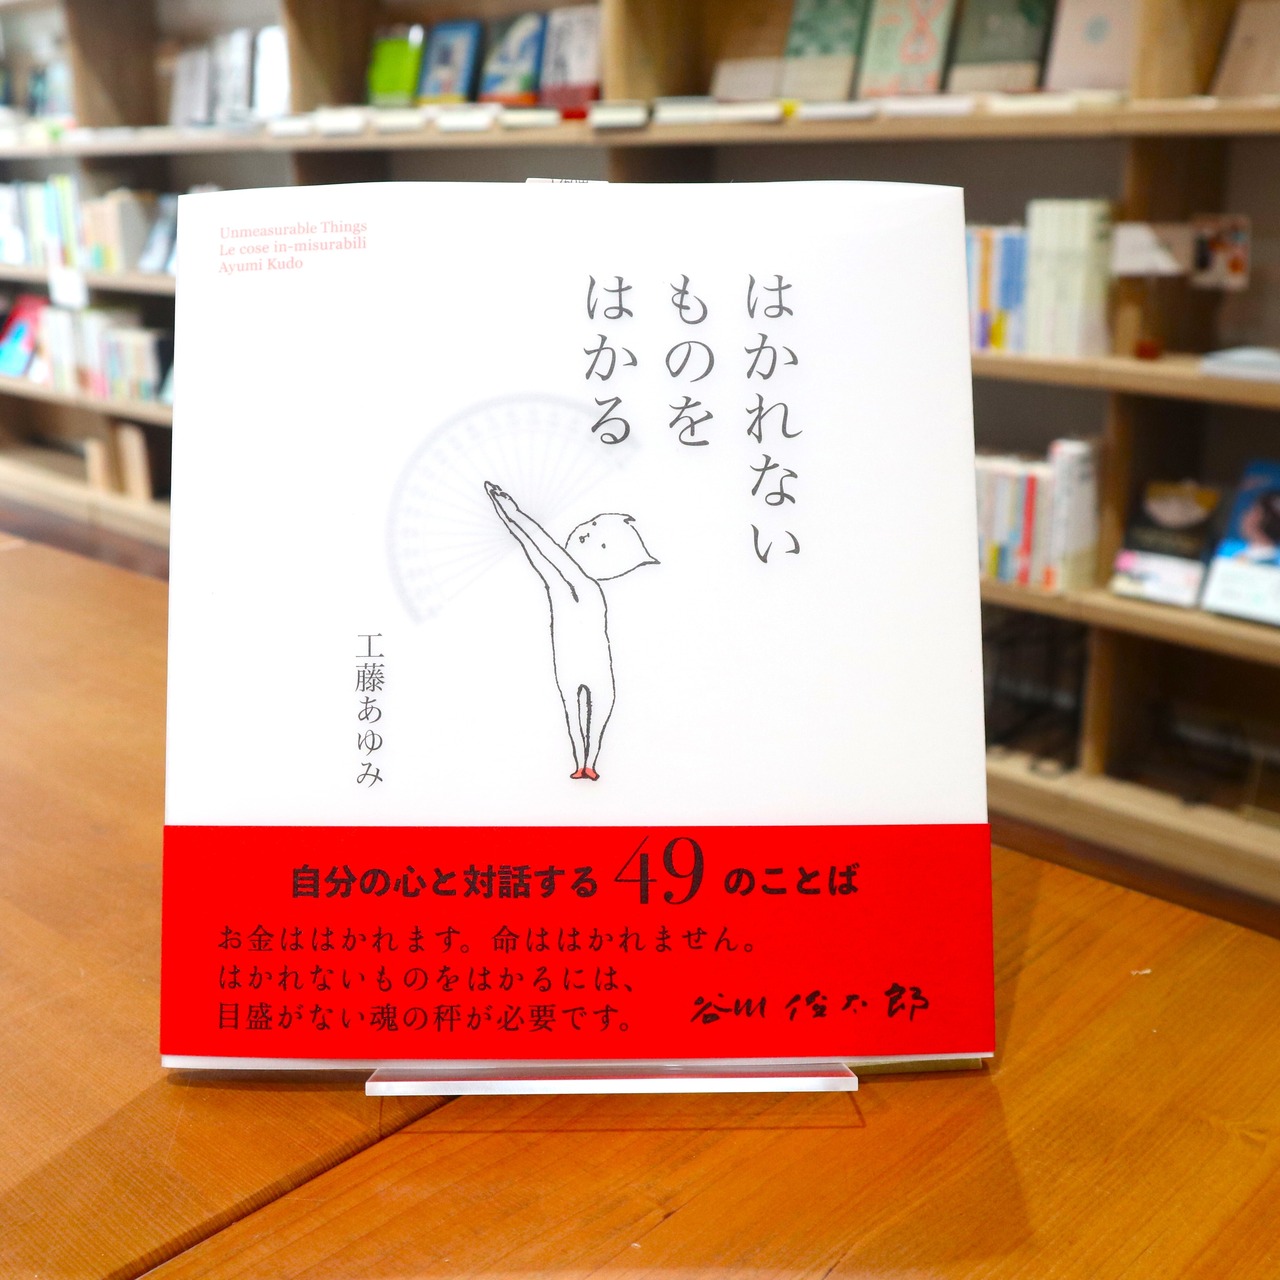 Unmeasurable Things
Le cose in-misurabili
Ayumi Kudo
はかれない
ものを
はかる
工藤あゆみ
自分の心と対話する49のことば
お金ははかれます。命ははかれません。
はかれないものをはかるには、
目盛がない魂の秤が必要です。
谷川俊太郎